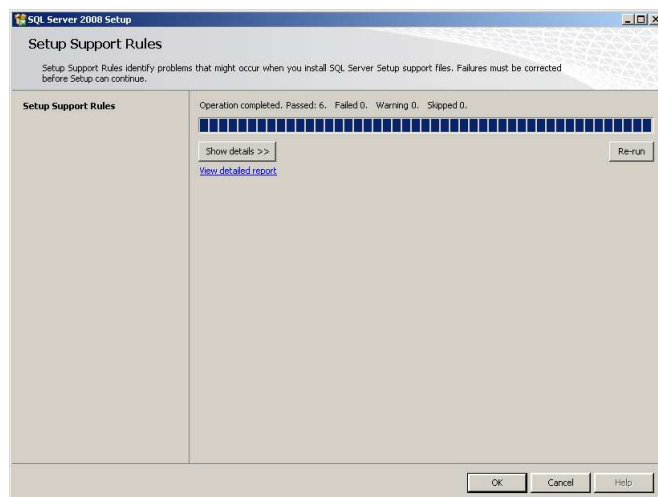 SQL Server 2008 Setup
Setup Support Rules
Setup Support Rules identify problems that might occur when you install SQL Server Setup support files. Failures must be corrected
before Setup can continue.
Setup Support Rules
Operation completed. Passed: 6. Failed 0. Warning 0. Skipped 0.
Show details >>
Re-run
View detailed report
OK
Cancel
Help